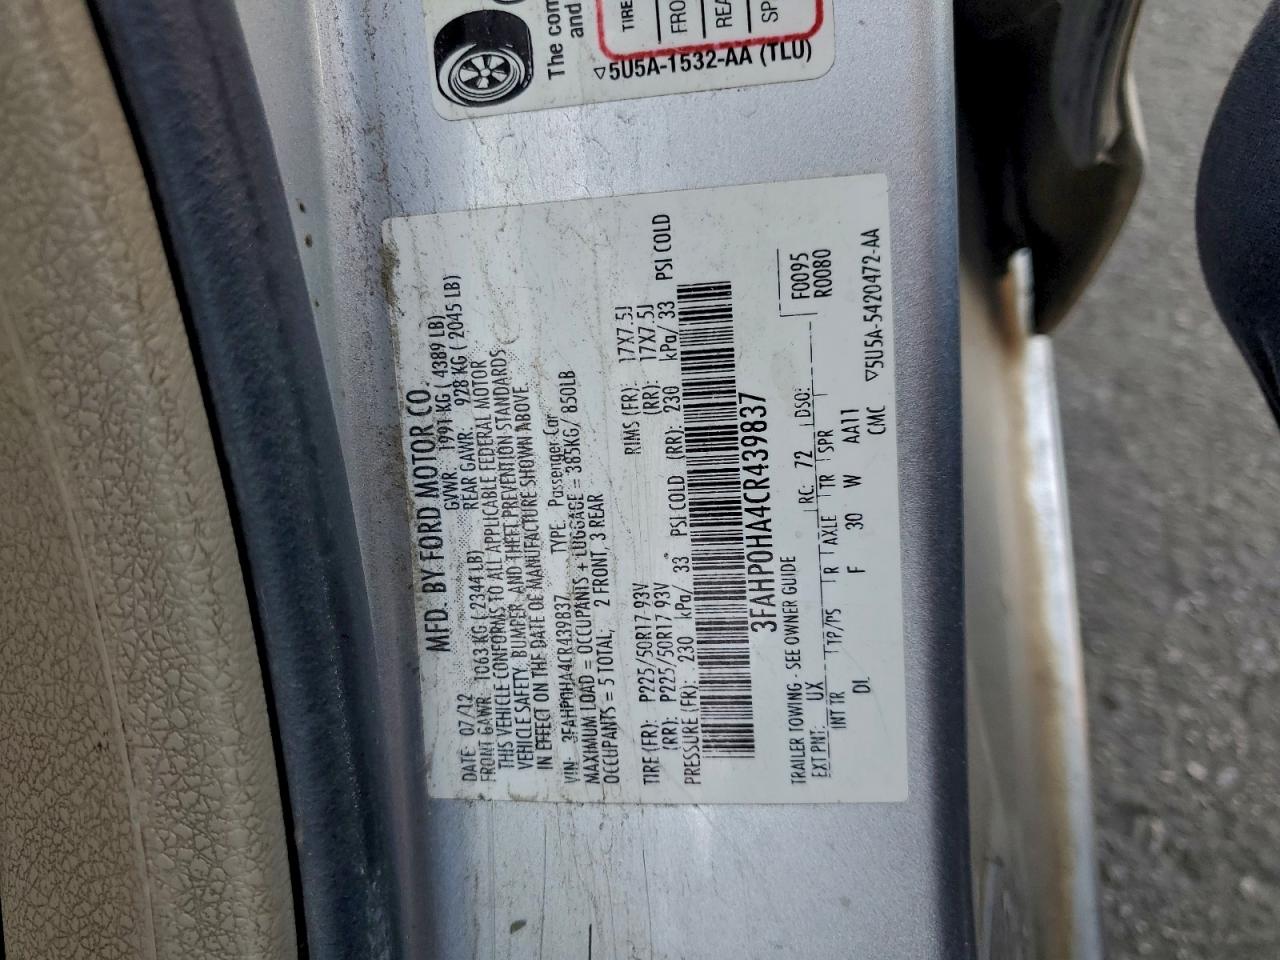 MFD. BY FORD MOTOR CO.
DATE: 07/12 GVWR: 1991 KG ( 4389 LB)
FRONT GAWR: 1063 KG ( 2344 LB) REAR GAWR: 928 KG ( 2045 LB)
THIS VEHICLE CONFORMS TO ALL APPLICABLE FEDERAL MOTOR
VEHICLE SAFETY, BUMPER, AND THEFT PREVENTION STANDARDS
IN EFFECT ON THE DATE OF MANUFACTURE SHOWN ABOVE.
VIN: 3FAHP0HA4CR439837 TYPE: Passenger Car
MAXIMUM LOAD = OCCUPANTS + LUGGAGE = 385KG/ 850LB
OCCUPANTS = 5 TOTAL, 2 FRONT, 3 REAR
TIRE (FR): P225/50R17 93V RIMS (FR): 17X7.5J
(RR): P225/50R17 93V (RR): 17X7.5J
PRESSURE (FR): 230 kPa/ 33 PSI COLD (RR): 230 kPa/ 33 PSI COLD
3FAHP0HA4CR439837
TRAILER TOWING - SEE OWNER GUIDE
F0095
EXT PNT: UX RC: 72 DSO: R0080
INT TR TP/PS R AXLE TR SPR
DL F 30 W AA11
CMC ▽5U5A-5420472-AA
The com
and
TIRE
FRO
REA
SP
▽5U5A-1532-AA (TLU)